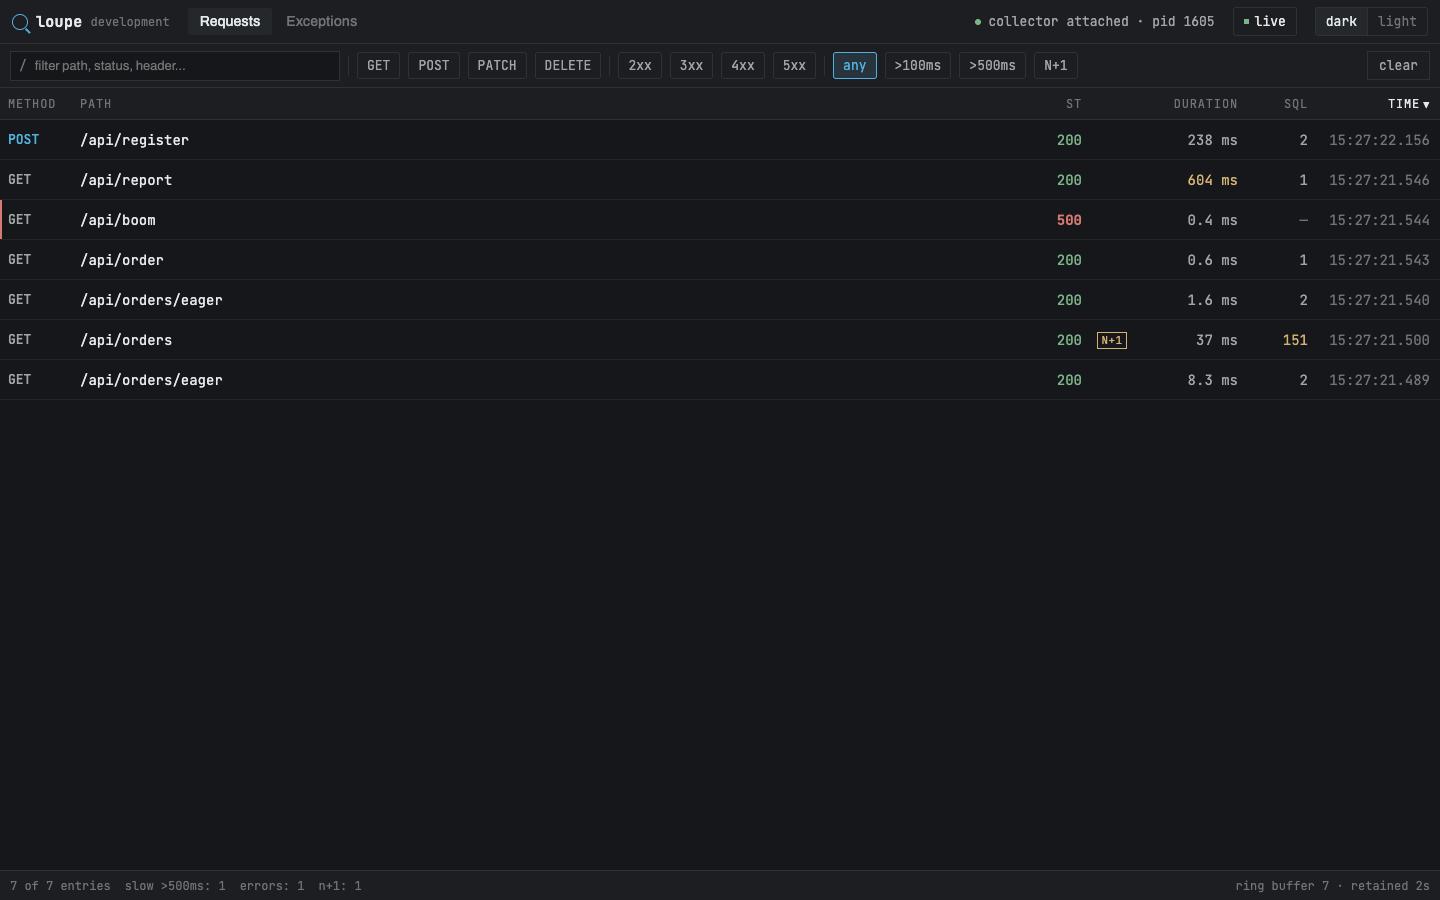 loupe development Requests Exceptions ● collector attached · pid 1605 ■ live dark light
/ filter path, status, header... GET POST PATCH DELETE 2xx 3xx 4xx 5xx any >100ms >500ms N+1 clear
METHOD PATH ST DURATION SQL TIME ▼
POST /api/register 200 238 ms 2 15:27:22.156
GET /api/report 200 604 ms 1 15:27:21.546
GET /api/boom 500 0.4 ms — 15:27:21.544
GET /api/order 200 0.6 ms 1 15:27:21.543
GET /api/orders/eager 200 1.6 ms 2 15:27:21.540
GET /api/orders 200 N+1 37 ms 151 15:27:21.500
GET /api/orders/eager 200 8.3 ms 2 15:27:21.489
7 of 7 entries slow >500ms: 1 errors: 1 n+1: 1 ring buffer 7 · retained 2s